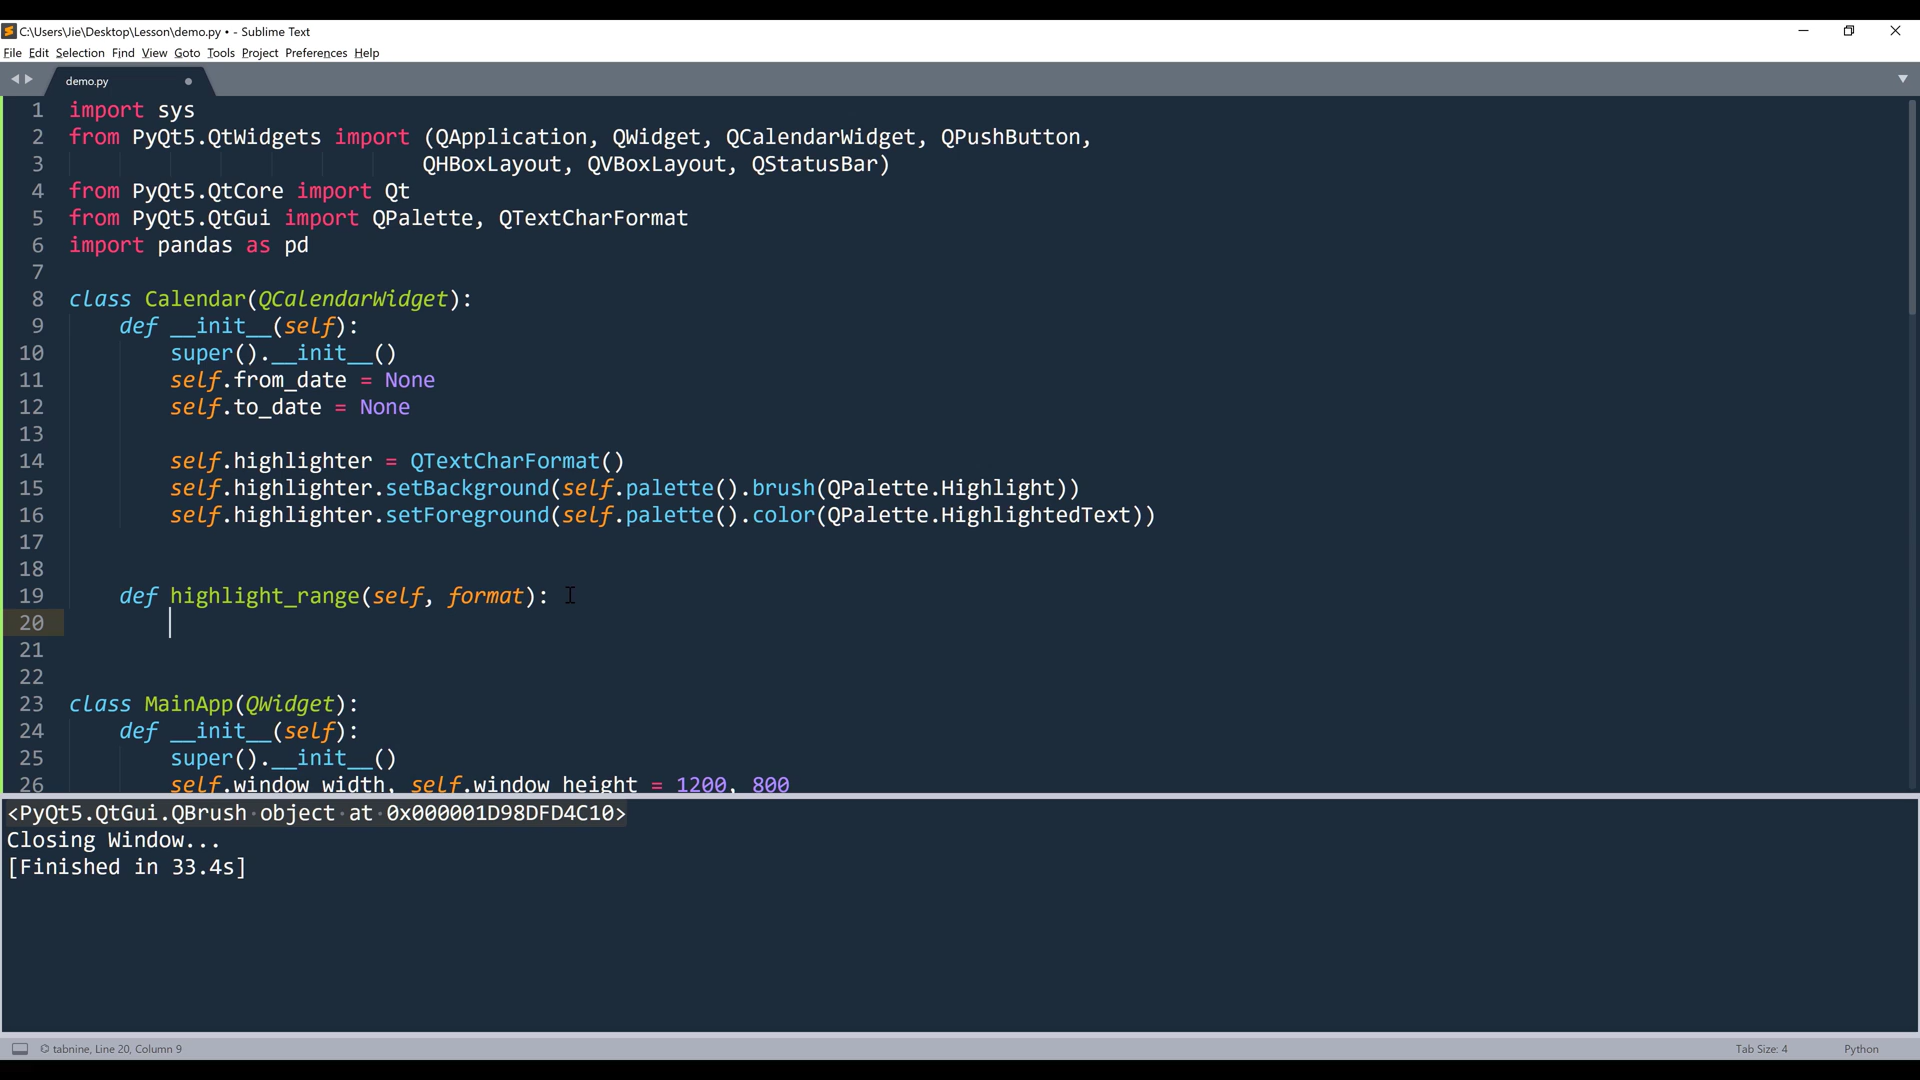 C:\Users\Jie\Desktop\Lesson\demo.py • - Sublime Text
File Edit Selection Find View Goto Tools Project Preferences Help
demo.py
1 import sys
2 from PyQt5.QtWidgets import (QApplication, QWidget, QCalendarWidget, QPushButton,
3 QHBoxLayout, QVBoxLayout, QStatusBar)
4 from PyQt5.QtCore import Qt
5 from PyQt5.QtGui import QPalette, QTextCharFormat
6 import pandas as pd
7
8 class Calendar(QCalendarWidget):
9 def __init__(self):
10 super().__init__()
11 self.from_date = None
12 self.to_date = None
13
14 self.highlighter = QTextCharFormat()
15 self.highlighter.setBackground(self.palette().brush(QPalette.Highlight))
16 self.highlighter.setForeground(self.palette().color(QPalette.HighlightedText))
17
18
19 def highlight_range(self, format):
20
21
22
23 class MainApp(QWidget):
24 def __init__(self):
25 super().__init__()
26 self.window_width, self.window_height = 1200, 800
<PyQt5.QtGui.QBrush object at 0x000001D98DFD4C10>
Closing Window...
[Finished in 33.4s]
tabnine, Line 20, Column 9 Tab Size: 4 Python